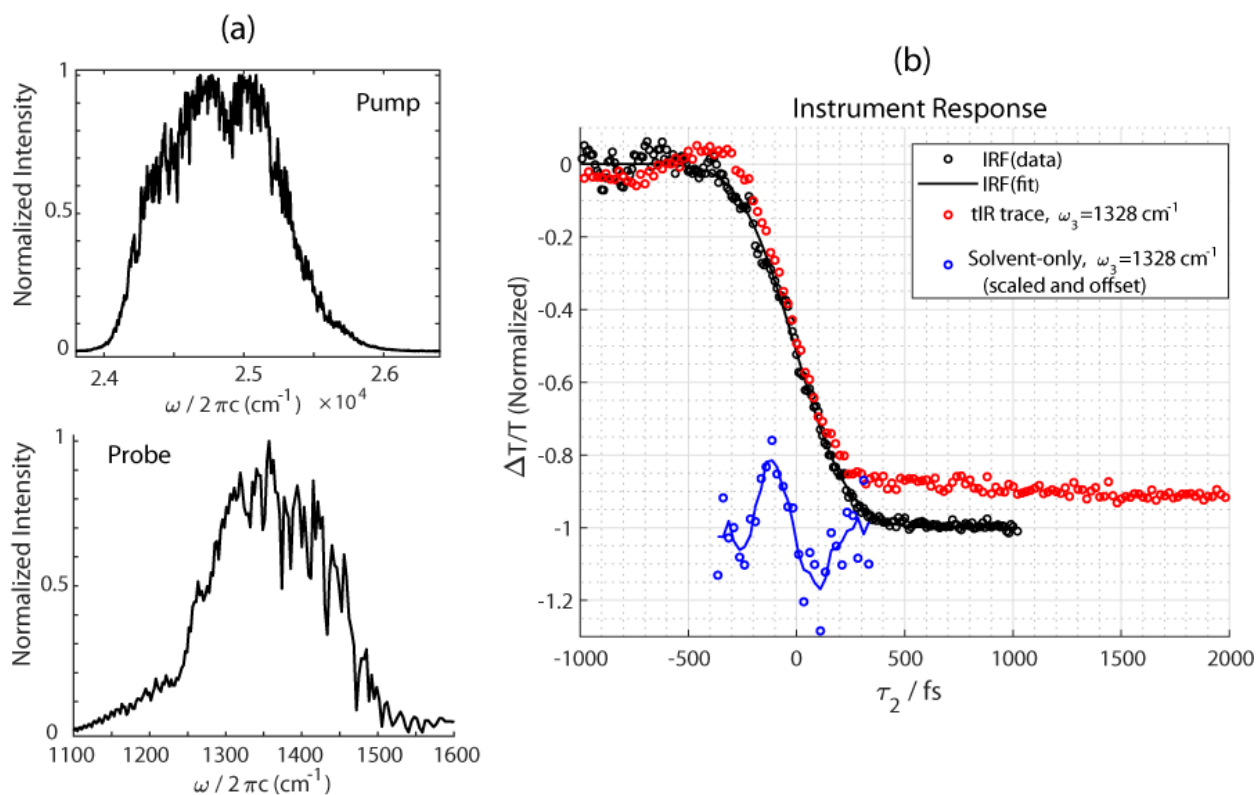 (a)
1
Pump
Normalized Intensity
0.5
0
2.4
2.5
2.6
ω / 2πc (cm⁻¹) ×10⁴
1
Probe
Normalized Intensity
0.5
0
1100
1200
1300
1400
1500
1600
ω / 2πc (cm⁻¹)
(b)
Instrument Response
0
-0.2
-0.4
-0.6
-0.8
-1
-1.2
ΔT/T (Normalized)
IRF(data)
IRF(fit)
tIR trace, ω₃=1328 cm⁻¹
Solvent-only, ω₃=1328 cm⁻¹
(scaled and offset)
-1000
-500
0
500
1000
1500
2000
τ₂ / fs